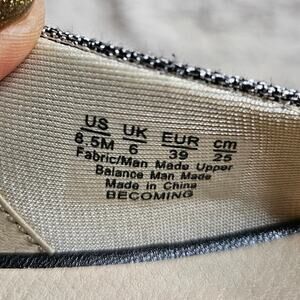 US UK EUR cm
8.5M 6 39 25
Fabric/Man Made Upper
Balance Man Made
Made in China
BECOMING